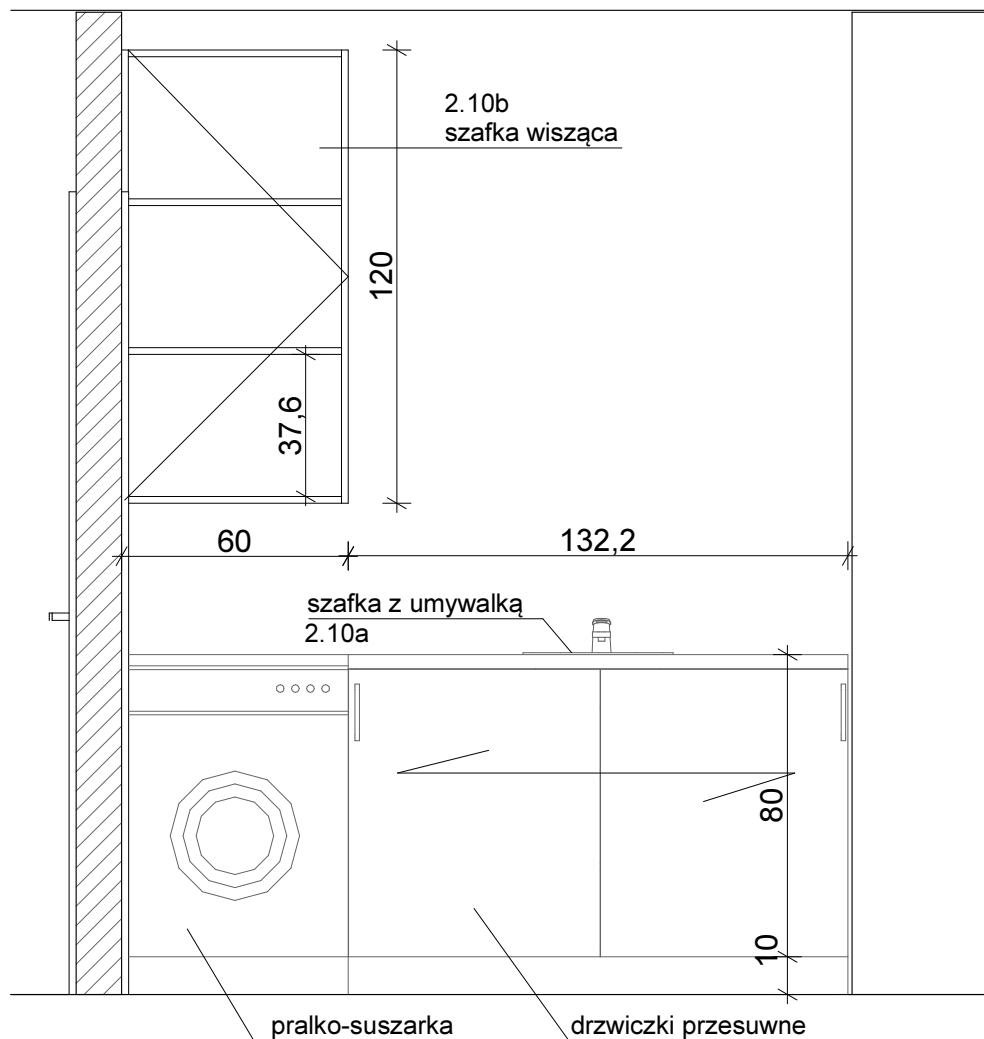 2.10b
szafka wisząca
120
37,6
60
132,2
szafka z umywalką
2.10a
80
10
pralko-suszarka
drzwiczki przesuwne